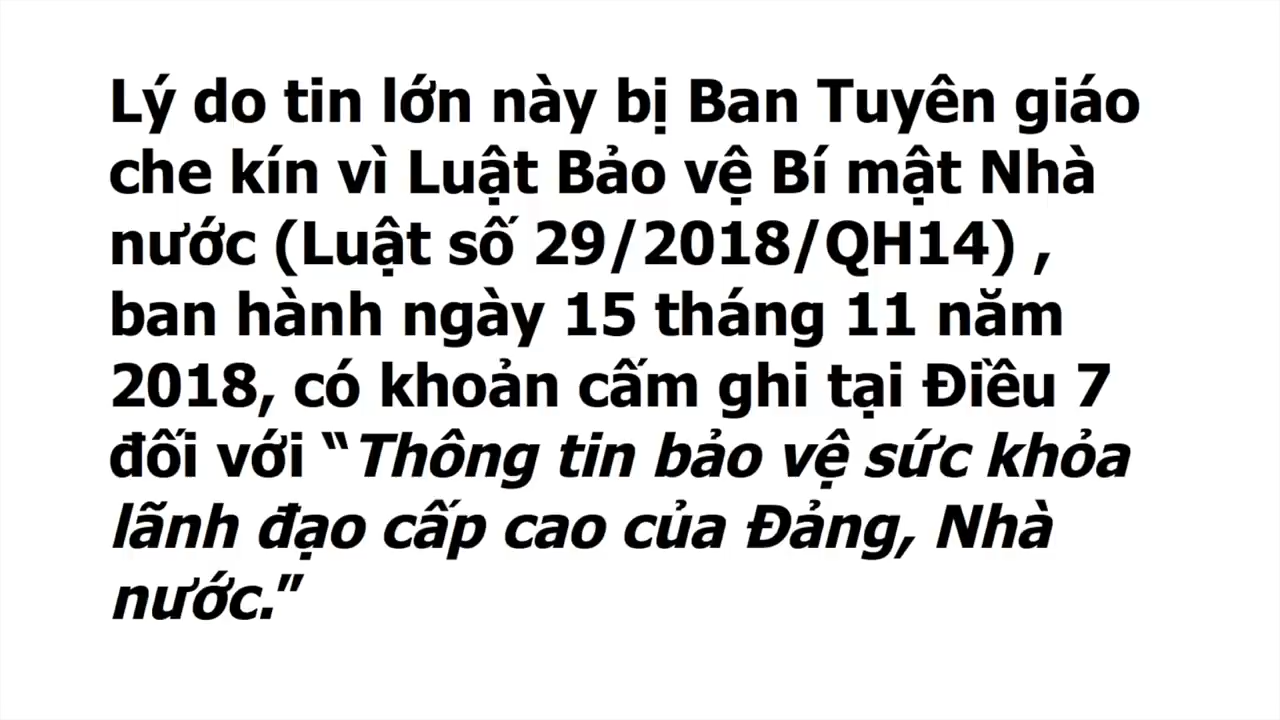 Lý do tin lớn này bị Ban Tuyên giáo
che kín vì Luật Bảo vệ Bí mật Nhà
nước (Luật số 29/2018/QH14) ,
ban hành ngày 15 tháng 11 năm
2018, có khoản cấm ghi tại Điều 7
đối với “Thông tin bảo vệ sức khỏa
lãnh đạo cấp cao của Đảng, Nhà
nước.”